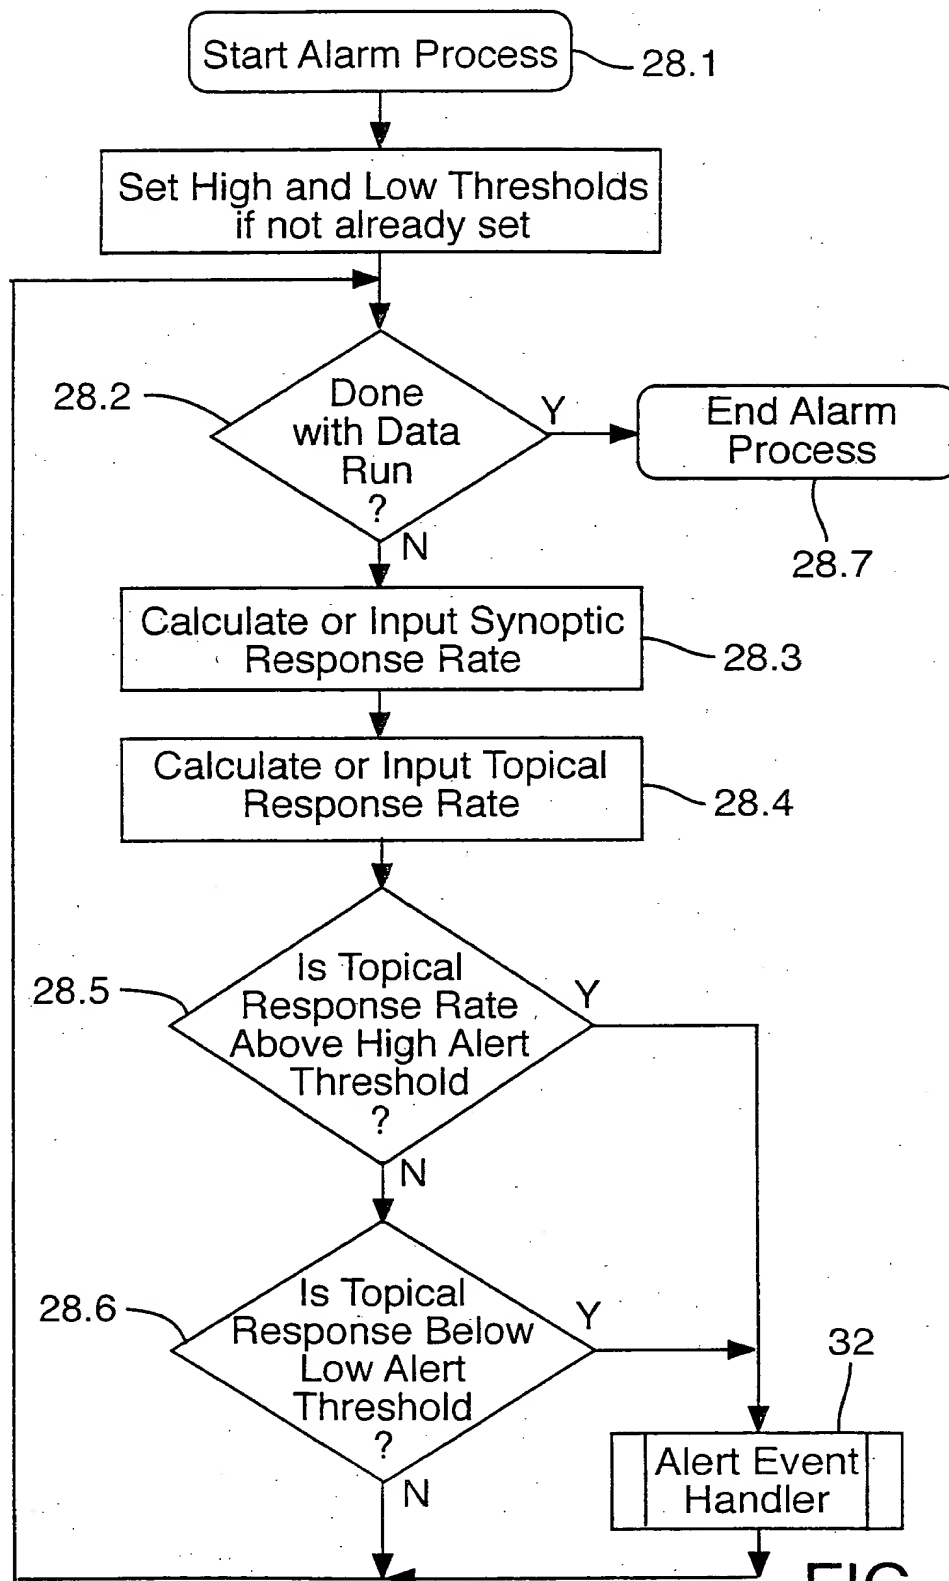 Start Alarm Process
28.1
Set High and Low Thresholds
if not already set
28.2
Done
with Data
Run
?
Y
End Alarm
Process
28.7
N
Calculate or Input Synoptic
Response Rate
28.3
Calculate or Input Topical
Response Rate
28.4
28.5
Is Topical
Response Rate
Above High Alert
Threshold
?
Y
N
28.6
Is Topical
Response Below
Low Alert
Threshold
?
Y
32
Alert Event
Handler
N
FIG